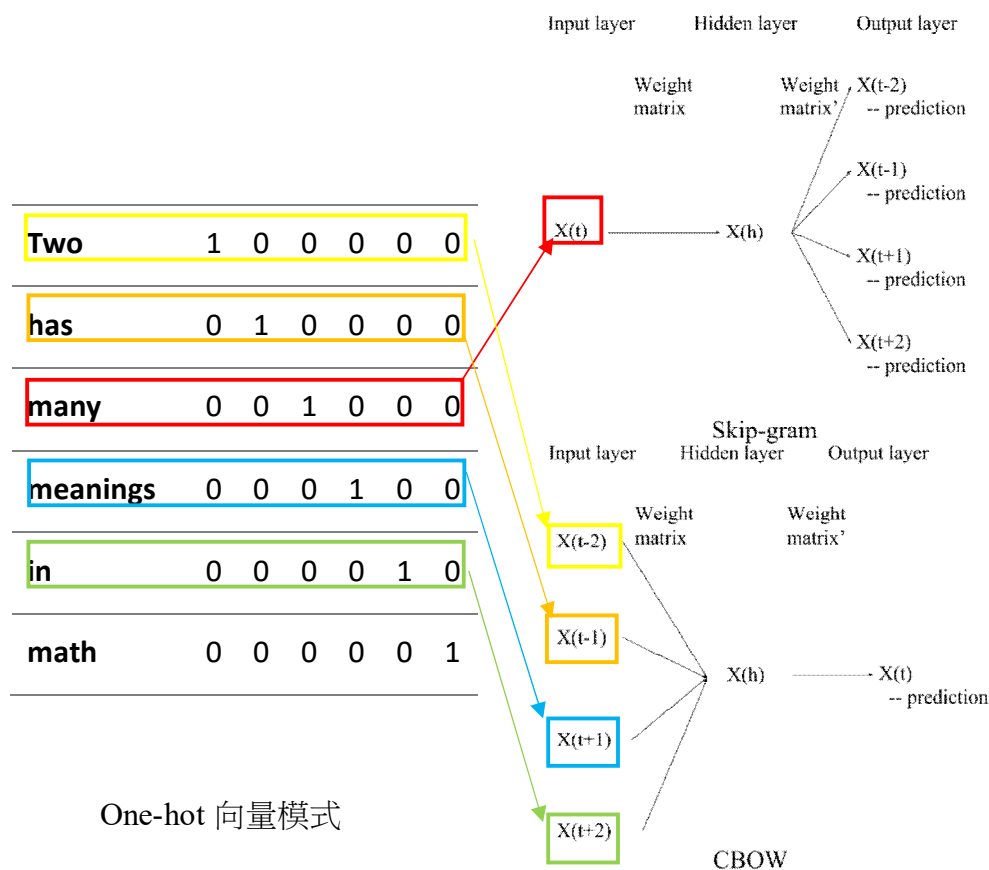 Input layer Hidden layer Output layer
Weight matrix
Weight matrix’
X(t-2)
-- prediction
X(t-1)
-- prediction
X(t) X(h)
X(t+1)
-- prediction
X(t+2)
-- prediction
Skip-gram
Two 1 0 0 0 0 0
has 0 1 0 0 0 0
many 0 0 1 0 0 0
meanings 0 0 0 1 0 0
in 0 0 0 0 1 0
math 0 0 0 0 0 1
One-hot 向量模式
Input layer Hidden layer Output layer
Weight matrix
Weight matrix’
X(t-2)
X(t-1)
X(h) X(t)
-- prediction
X(t+1)
X(t+2)
CBOW